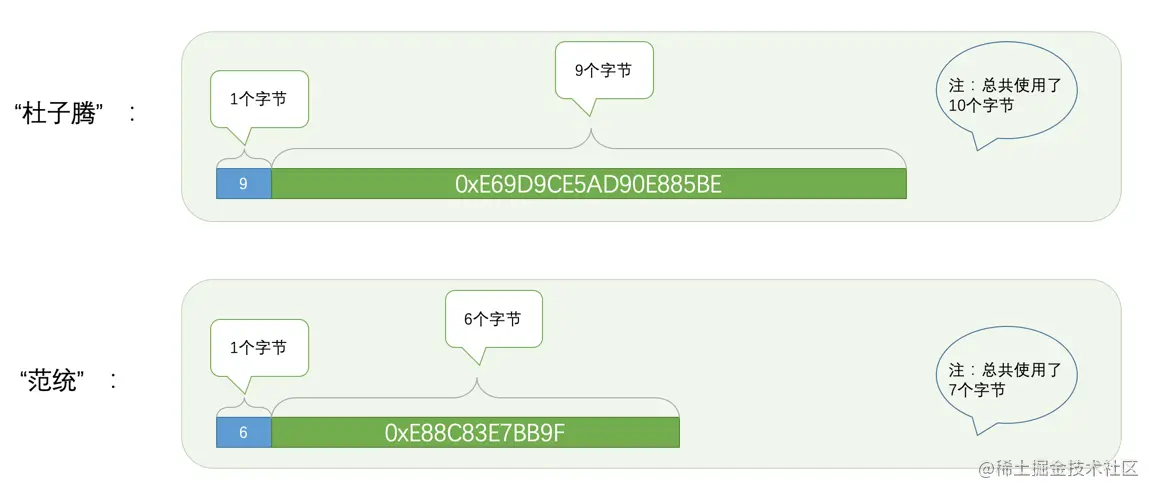 1个字节
9个字节
注：总共使用了
10个字节
“杜子腾” ：
9
0xE69D9CE5AD90E885BE
1个字节
6个字节
注：总共使用了
7个字节
“范统” ：
6
0xE88C83E7BB9F
@稀土掘金技术社区